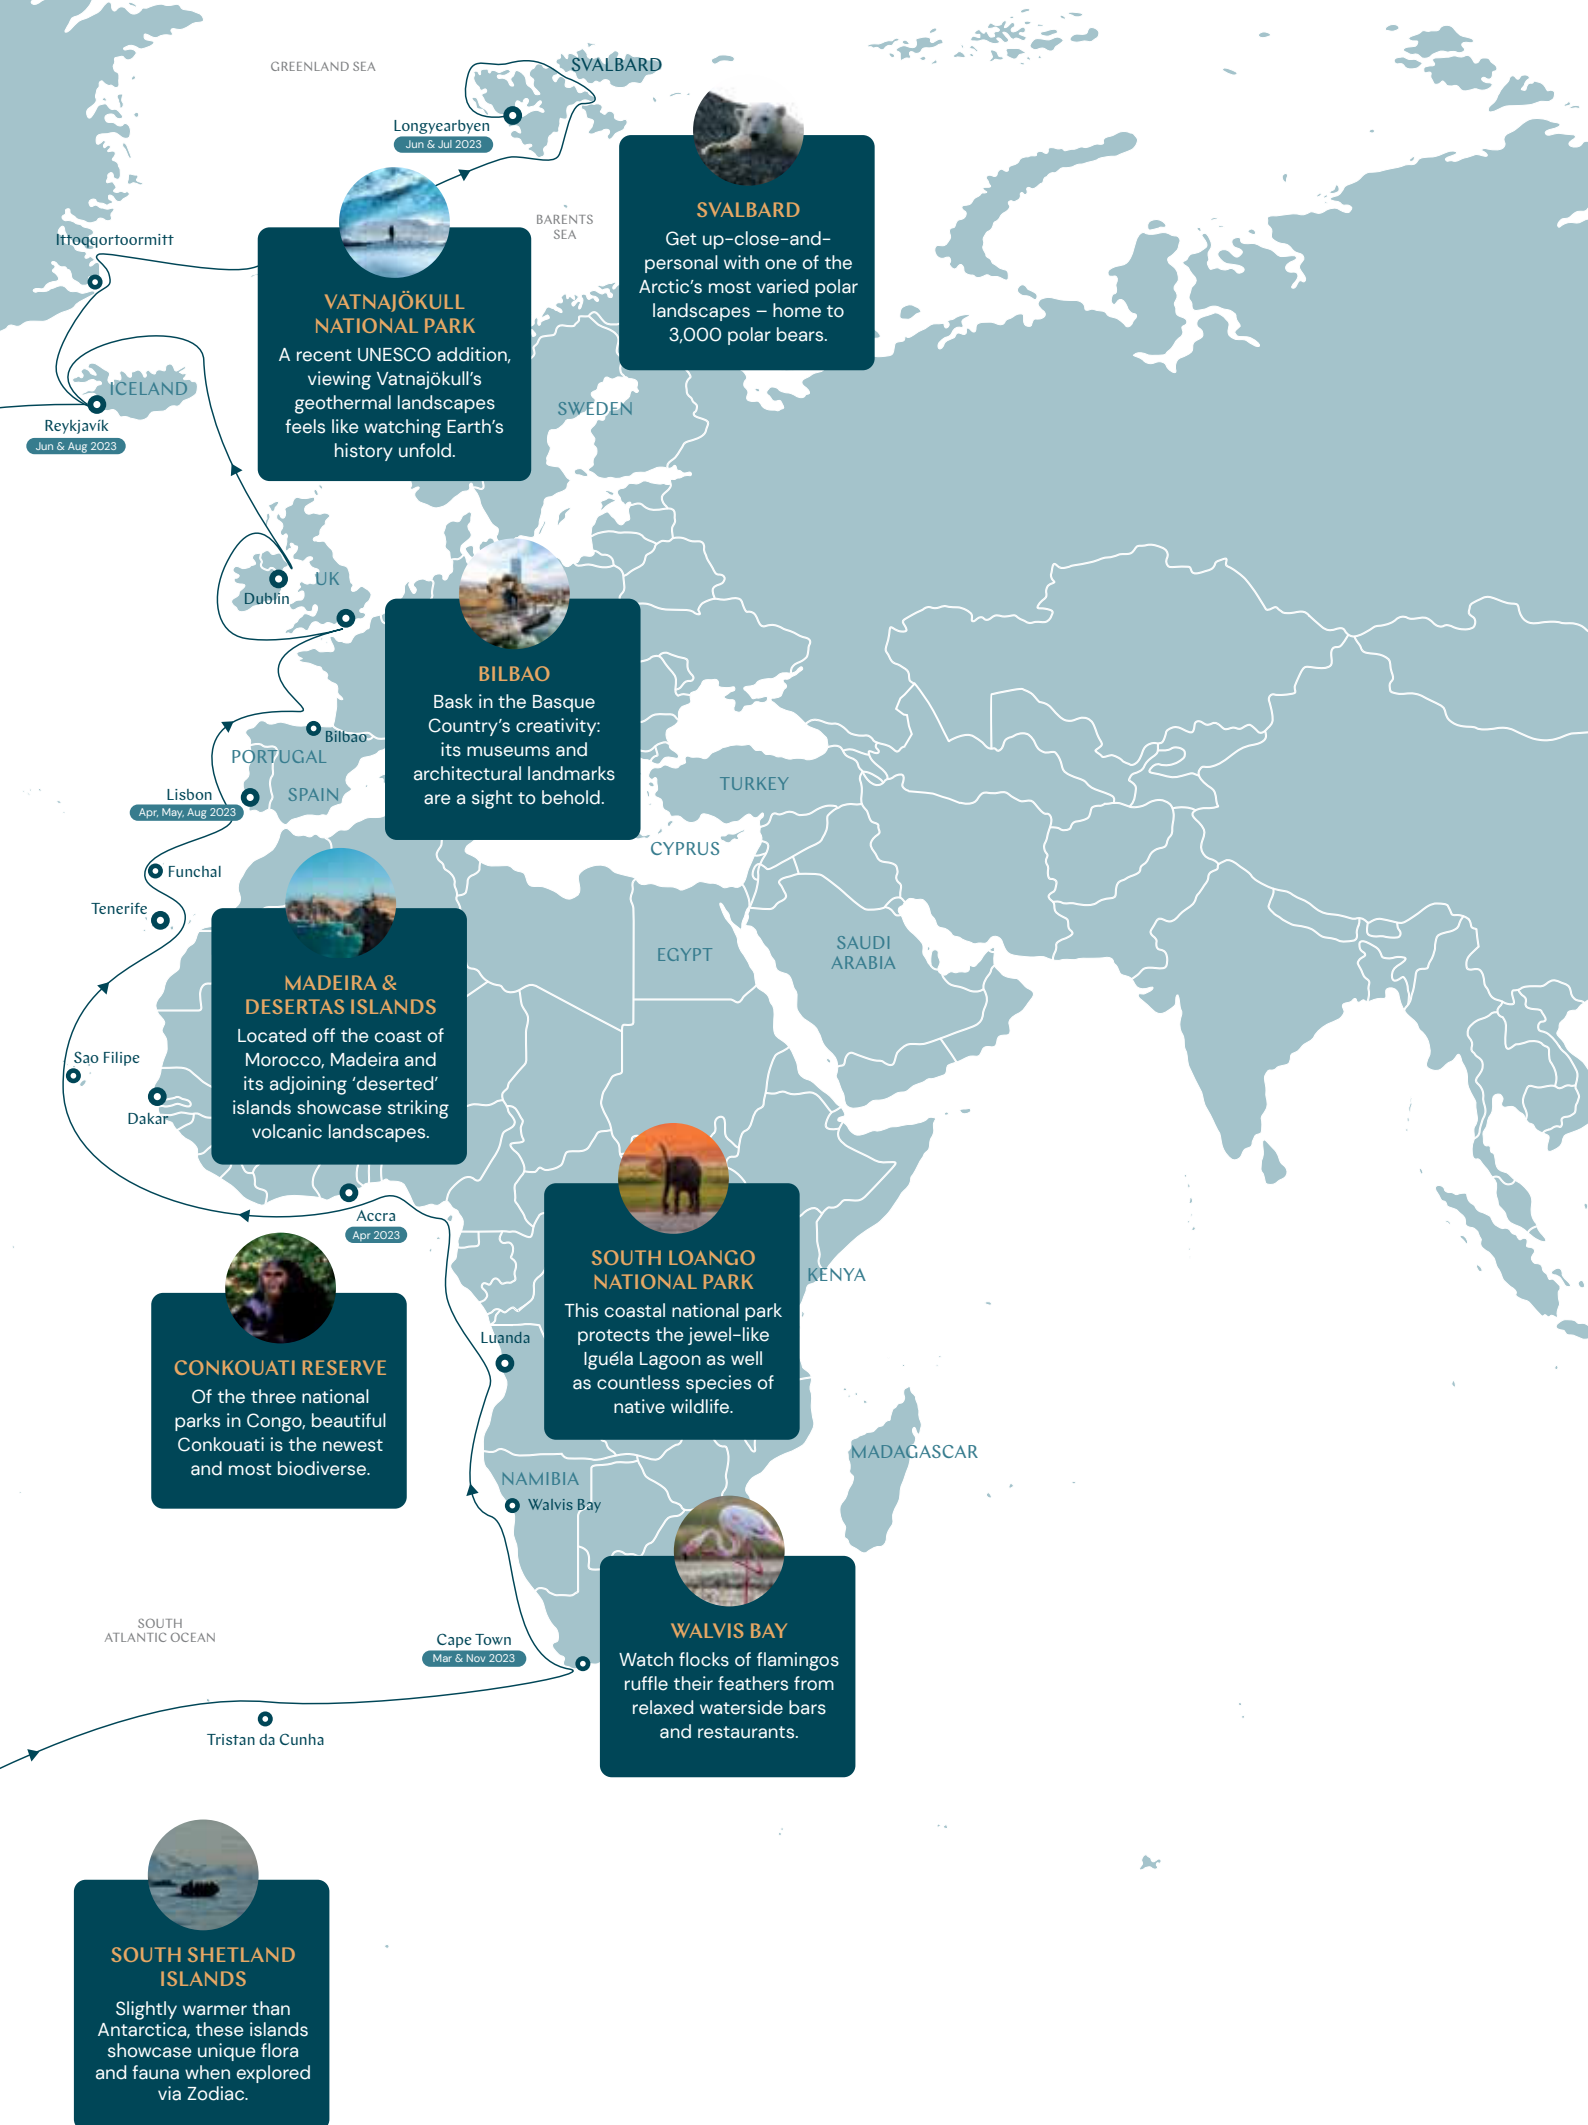 GREENLAND SEA
SVALBARD
Longyearbyen
Jun & Jul 2023
BARENTS
SEA
SVALBARD
Get up-close-and-
personal with one of the
Arctic's most varied polar
landscapes – home to
3,000 polar bears.
Ittoqqortoormitt
VATNAJÖKULL
NATIONAL PARK
A recent UNESCO addition,
viewing Vatnajökull's
geothermal landscapes
feels like watching Earth's
history unfold.
ICELAND
Reykjavík
Jun & Aug 2023
SWEDEN
UK
Dublin
BILBAO
Bask in the Basque
Country's creativity:
its museums and
architectural landmarks
are a sight to behold.
Bilbao
PORTUGAL
SPAIN
Lisbon
Apr, May, Aug 2023
TURKEY
CYPRUS
Funchal
Tenerife
MADEIRA &
DESERTAS ISLANDS
Located off the coast of
Morocco, Madeira and
its adjoining ‘deserted’
islands showcase striking
volcanic landscapes.
EGYPT
SAUDI
ARABIA
Sao Filipe
Dakar
Accra
Apr 2023
SOUTH LOANGO
NATIONAL PARK
This coastal national park
protects the jewel-like
Iguéla Lagoon as well
as countless species of
native wildlife.
KENYA
CONKOUATI RESERVE
Of the three national
parks in Congo, beautiful
Conkouati is the newest
and most biodiverse.
Luanda
MADAGASCAR
NAMIBIA
Walvis Bay
WALVIS BAY
Watch flocks of flamingos
ruffle their feathers from
relaxed waterside bars
and restaurants.
SOUTH
ATLANTIC OCEAN
Cape Town
Mar & Nov 2023
Tristan da Cunha
SOUTH SHETLAND
ISLANDS
Slightly warmer than
Antarctica, these islands
showcase unique flora
and fauna when explored
via Zodiac.